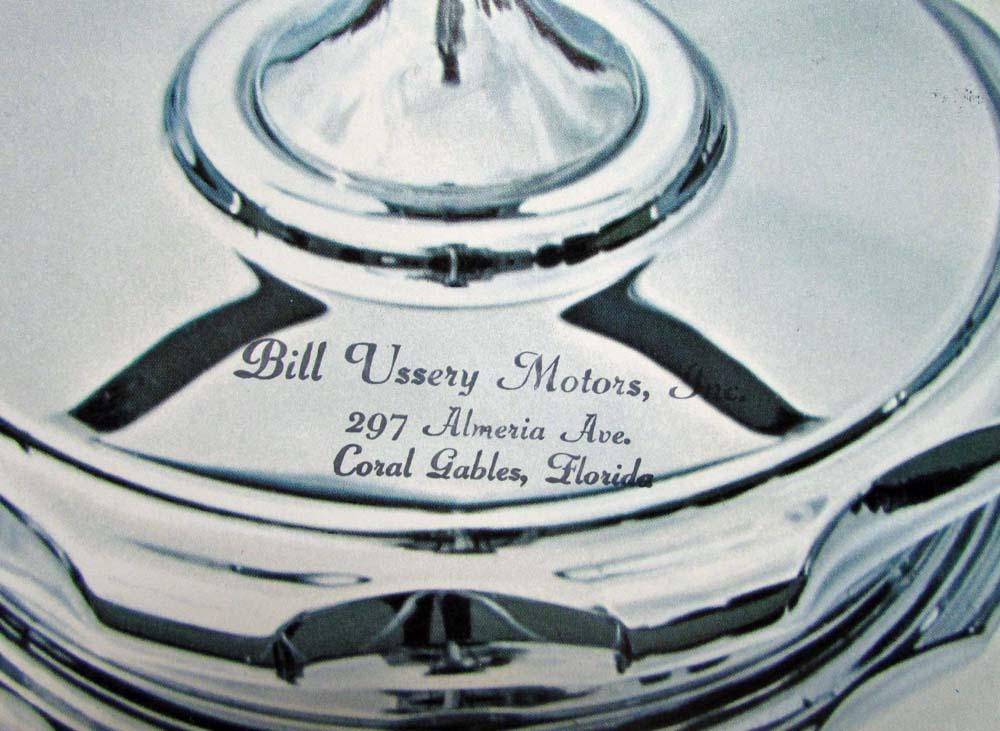 Bill Ussery Motors, Inc.
297 Almeria Ave.
Coral Gables, Florida